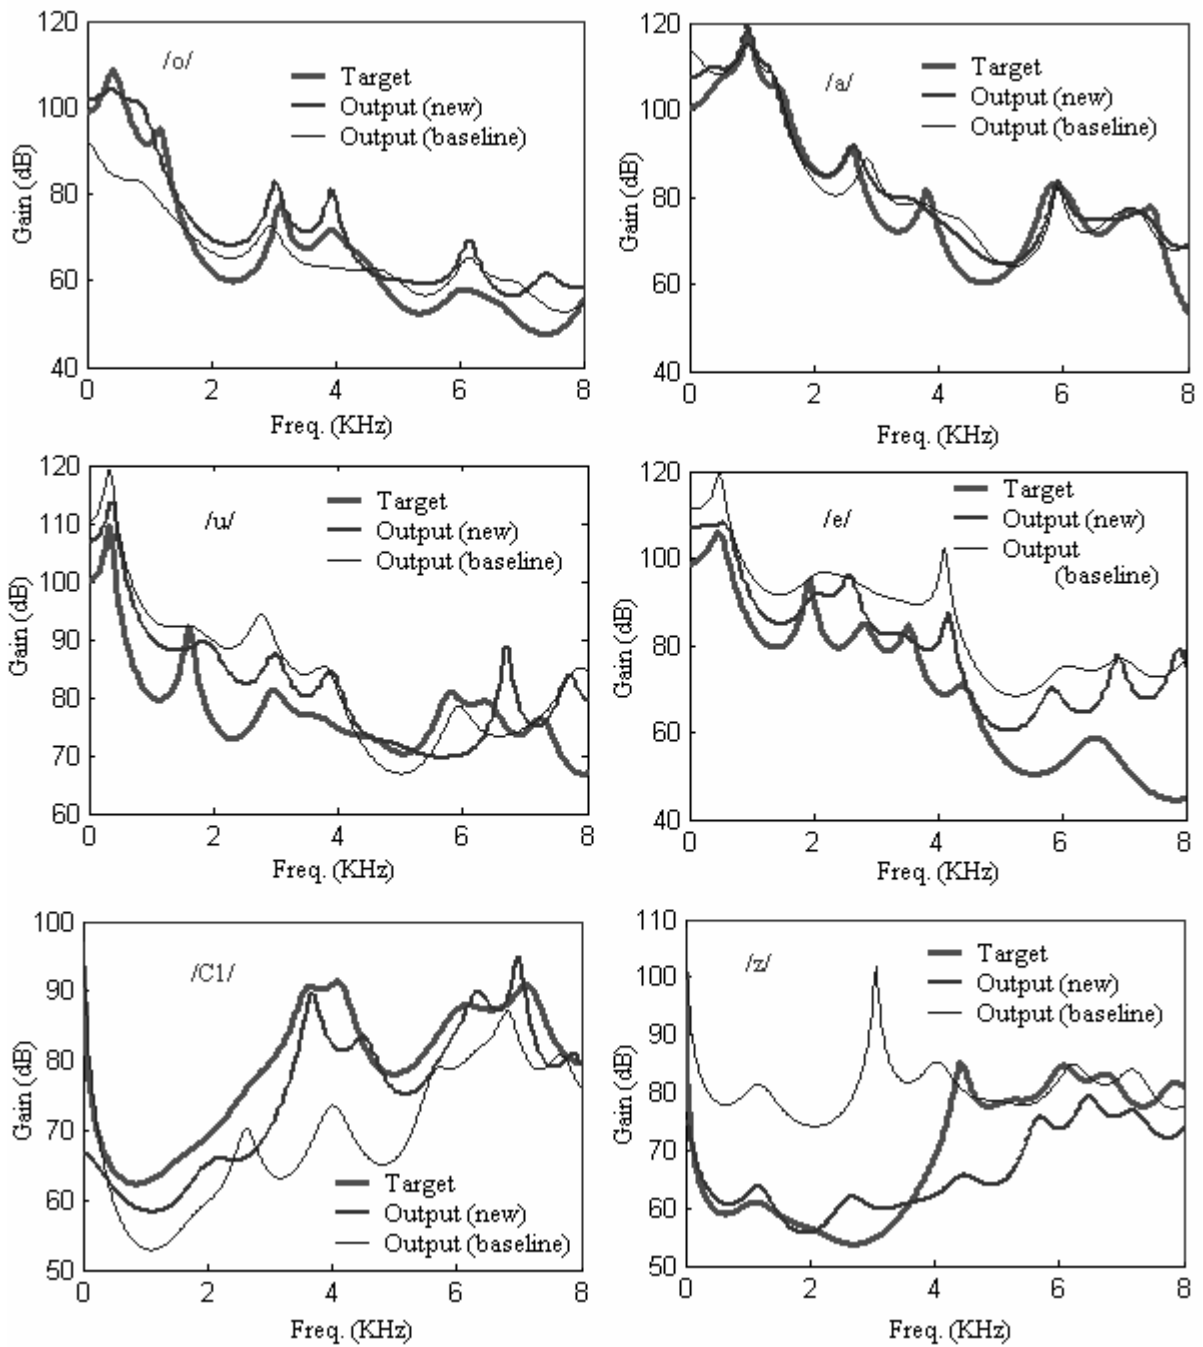 120
100
80
60
40
Gain (dB)
/o/
Target
Output (new)
Output (baseline)
0 2 4 6 8
Freq. (KHz)
120
100
80
60
40
Gain (dB)
/a/
Target
Output (new)
Output (baseline)
0 2 4 6 8
Freq. (KHz)
120
110
100
90
80
70
60
Gain (dB)
/u/
Target
Output (new)
Output (baseline)
0 2 4 6 8
Freq. (KHz)
120
100
80
60
40
Gain (dB)
/e/
Target
Output (new)
Output
(baseline)
0 2 4 6 8
Freq. (KHz)
100
90
80
70
60
50
Gain (dB)
/C1/
Target
Output (new)
Output (baseline)
0 2 4 6 8
Freq. (KHz)
110
100
90
80
70
60
50
Gain (dB)
/z/
Target
Output (new)
Output (baseline)
0 2 4 6 8
Freq. (KHz)